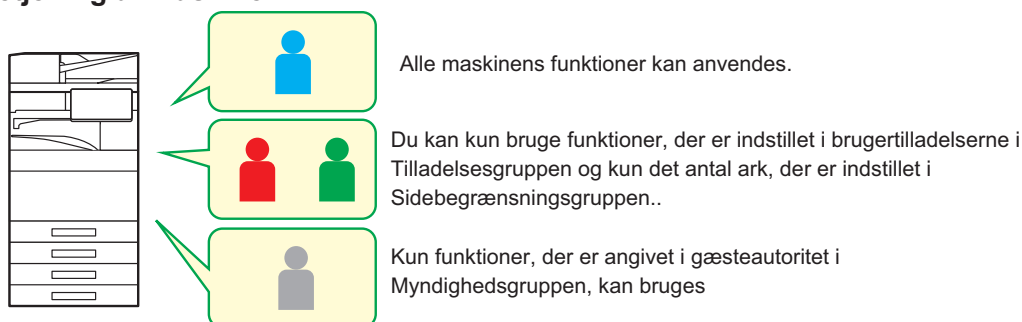 Alle maskinens funktioner kan anvendes.
Du kan kun bruge funktioner, der er indstillet i brugertilladelserne i
Tilladelsesgruppen og kun det antal ark, der er indstillet i
Sidebegrænsningsgruppen..
Kun funktioner, der er angivet i gæsteautoritet i
Myndighedsgruppen, kan bruges